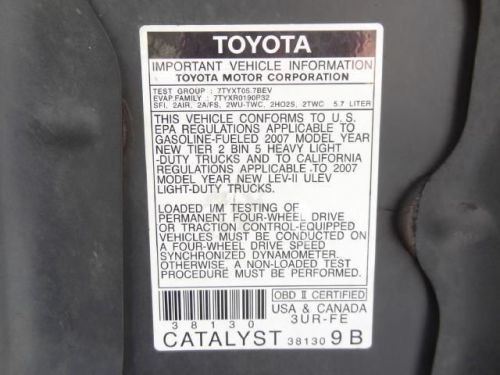 TOYOTA
IMPORTANT VEHICLE INFORMATION
TOYOTA MOTOR CORPORATION
TEST GROUP : 7TYXT05.7BEV
EVAP.FAMILY : 7TYXR0190P32
SFI, 2AIR, 2A/FS, 2WU-TWC, 2HO2S, 2TWC 5.7 LITER
THIS VEHICLE CONFORMS TO U.S.
EPA REGULATIONS APPLICABLE TO
GASOLINE-FUELED 2007 MODEL YEAR
NEW TIER 2 BIN 5 HEAVY LIGHT
-DUTY TRUCKS AND TO CALIFORNIA
REGULATIONS APPLICABLE TO 2007
MODEL YEAR NEW LEV-II ULEV
LIGHT-DUTY TRUCKS.
LOADED I/M TESTING OF
PERMANENT FOUR-WHEEL DRIVE
OR TRACTION CONTROL-EQUIPPED
VEHICLES MUST BE CONDUCTED ON
A FOUR-WHEEL DRIVE SPEED
SYNCHRONIZED DYNAMOMETER.
OTHERWISE, A NON-LOADED TEST
PROCEDURE MUST BE PERFORMED.
OBD II CERTIFIED
USA & CANADA
38130 3UR-FE
CATALYST 38130 9B